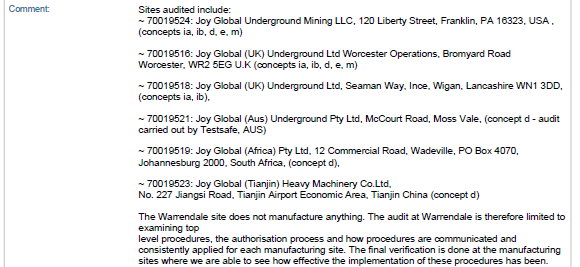 Comment:
Sites audited include:
~ 70019524: Joy Global Underground Mining LLC, 120 Liberty Street, Franklin, PA 16323, USA ,
(concepts ia, ib, d, e, m)
~ 70019516: Joy Global (UK) Underground Ltd Worcester Operations, Bromyard Road
Worcester, WR2 5EG U.K (concepts ia, ib, d, e, m)
~ 70019518: Joy Global (UK) Underground Ltd, Seaman Way, Ince, Wigan, Lancashire WN1 3DD,
(concepts ia, ib),
~ 70019521: Joy Global (Aus) Underground Pty Ltd, McCourt Road, Moss Vale, (concept d - audit
carried out by Testsafe, AUS)
~ 70019519: Joy Global (Africa) Pty Ltd, 12 Commercial Road, Wadeville, PO Box 4070,
Johannesburg 2000, South Africa, (concept d),
~ 70019523: Joy Global (Tianjin) Heavy Machinery Co.Ltd,
No. 227 Jiangsi Road, Tianjin Airport Economic Area, Tianjin China (concept d)
The Warrendale site does not manufacture anything. The audit at Warrendale is therefore limited to
examining top
level procedures, the authorisation process and how procedures are communicated and
consistently applied for each manufacturing site. The final verification is done at the manufacturing
sites where we are able to see how effective the implementation of these procedures has been.